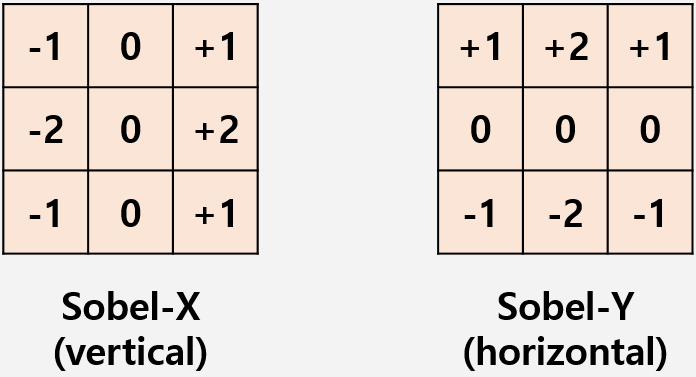 -1 0 +1
-2 0 +2
-1 0 +1
Sobel-X
(vertical)
+1 +2 +1
0 0 0
-1 -2 -1
Sobel-Y
(horizontal)